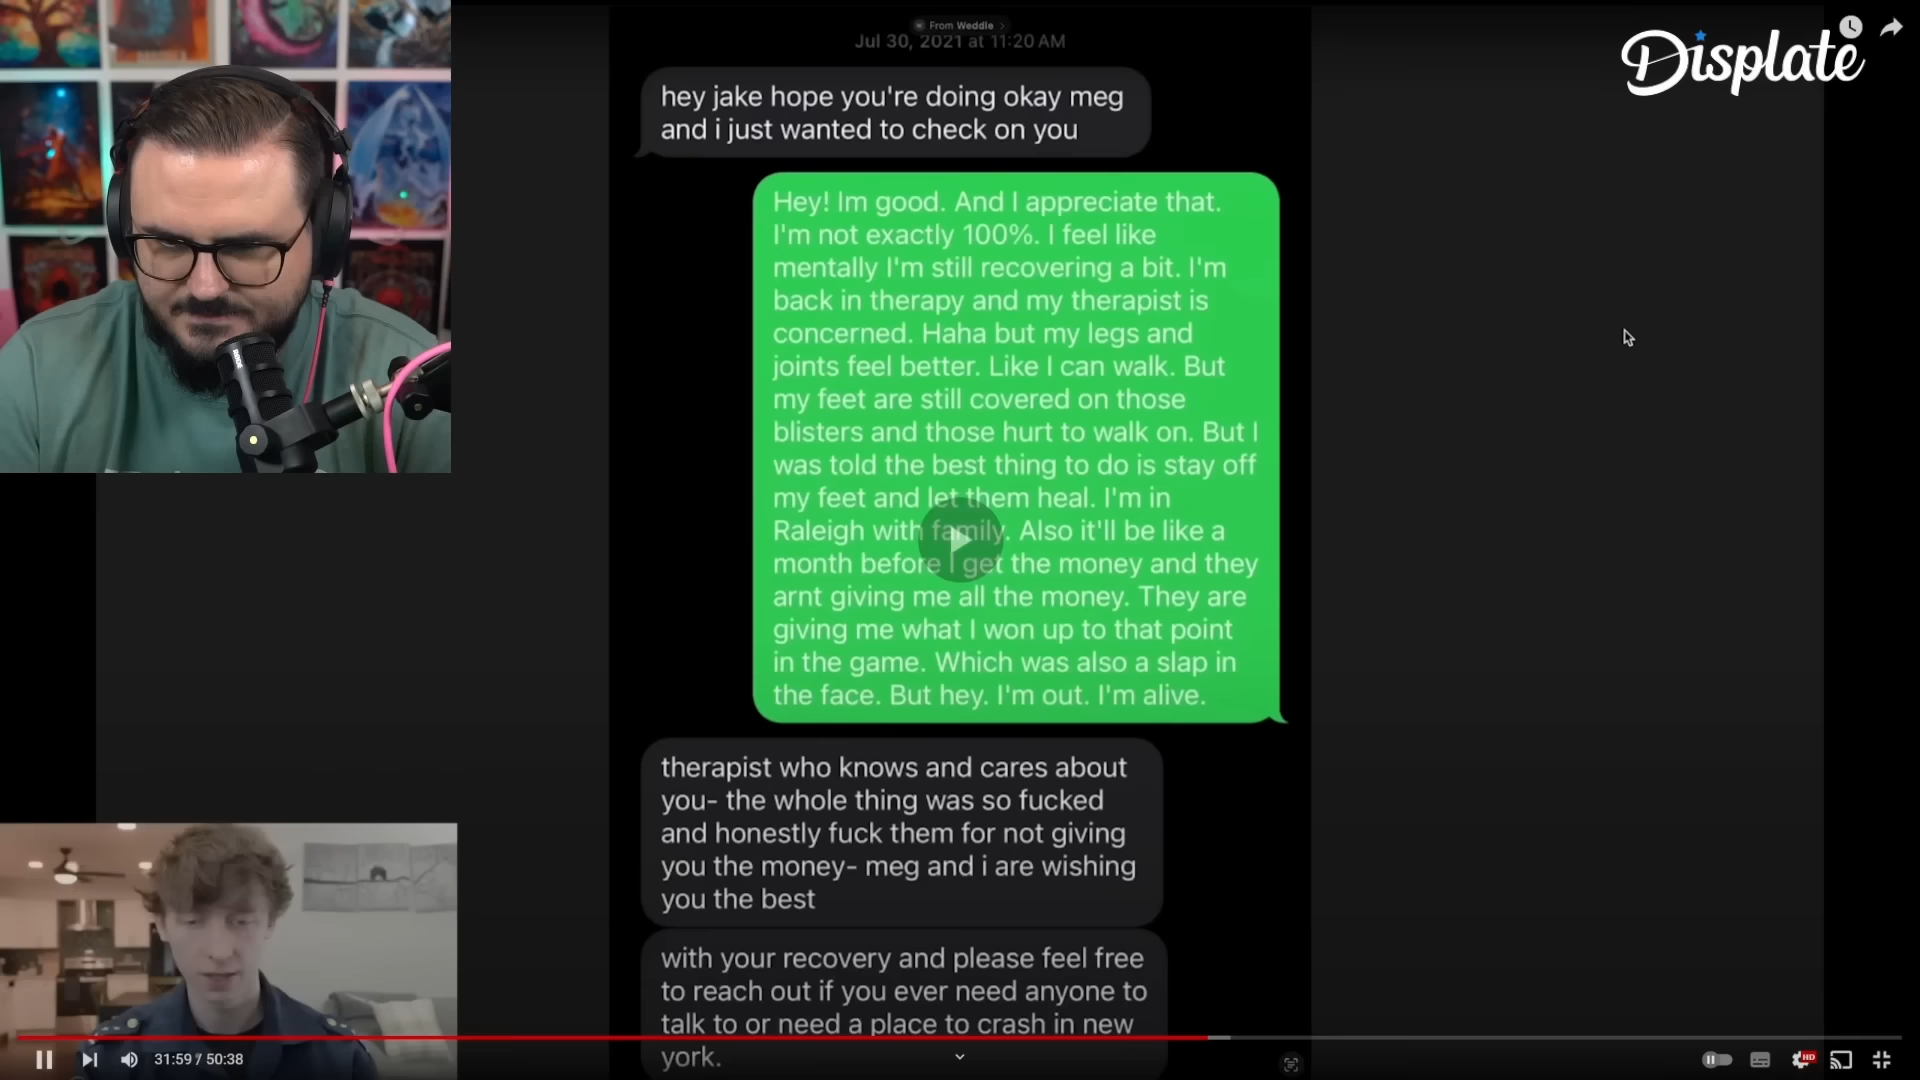 From Weddle >
Jul 30, 2021 at 11:20 AM
Displate
hey jake hope you're doing okay meg
and i just wanted to check on you
Hey! Im good. And I appreciate that.
I'm not exactly 100%. I feel like
mentally I'm still recovering a bit. I'm
back in therapy and my therapist is
concerned. Haha but my legs and
joints feel better. Like I can walk. But
my feet are still covered on those
blisters and those hurt to walk on. But I
was told the best thing to do is stay off
my feet and let them heal. I'm in
Raleigh with family. Also it'll be like a
month before I get the money and they
arnt giving me all the money. They are
giving me what I won up to that point
in the game. Which was also a slap in
the face. But hey. I'm out. I'm alive.
therapist who knows and cares about
you- the whole thing was so fucked
and honestly fuck them for not giving
you the money- meg and i are wishing
you the best
with your recovery and please feel free
to reach out if you ever need anyone to
talk to or need a place to crash in new
york.
31:59 / 50:38
HD